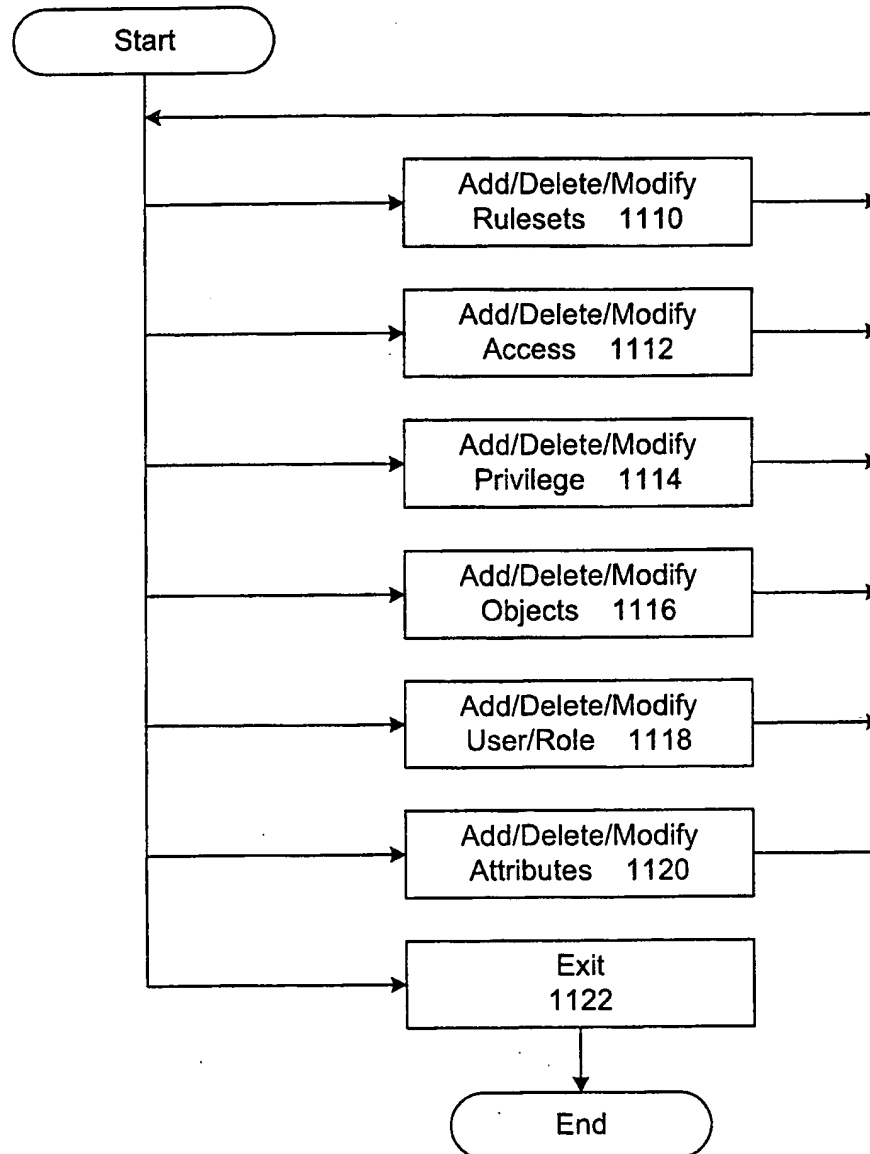 Start
Add/Delete/Modify
Rulesets 1110
Add/Delete/Modify
Access 1112
Add/Delete/Modify
Privilege 1114
Add/Delete/Modify
Objects 1116
Add/Delete/Modify
User/Role 1118
Add/Delete/Modify
Attributes 1120
Exit
1122
End